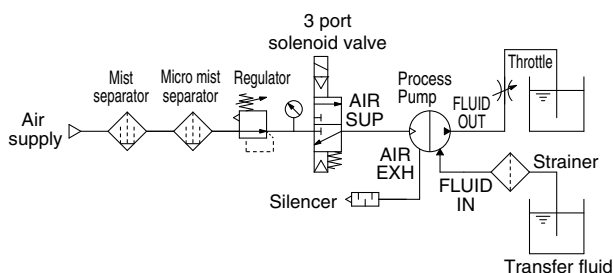 3 port
solenoid valve
Mist
separator
Micro mist
separator
Regulator
Process
Pump
Throttle
Air
supply
AIR
SUP
FLUID
OUT
AIR
EXH
FLUID
IN
Strainer
Silencer
Transfer fluid